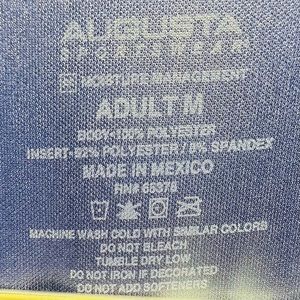 AUGUSTA
SPORTSWEAR
MOISTURE MANAGEMENT
ADULT M
BODY-100% POLYESTER
INSERT-92% POLYESTER / 8% SPANDEX
MADE IN MEXICO
RN# 65376
MACHINE WASH COLD WITH SIMILAR COLORS
DO NOT BLEACH
TUMBLE DRY LOW
DO NOT IRON IF DECORATED
DO NOT ADD SOFTENERS